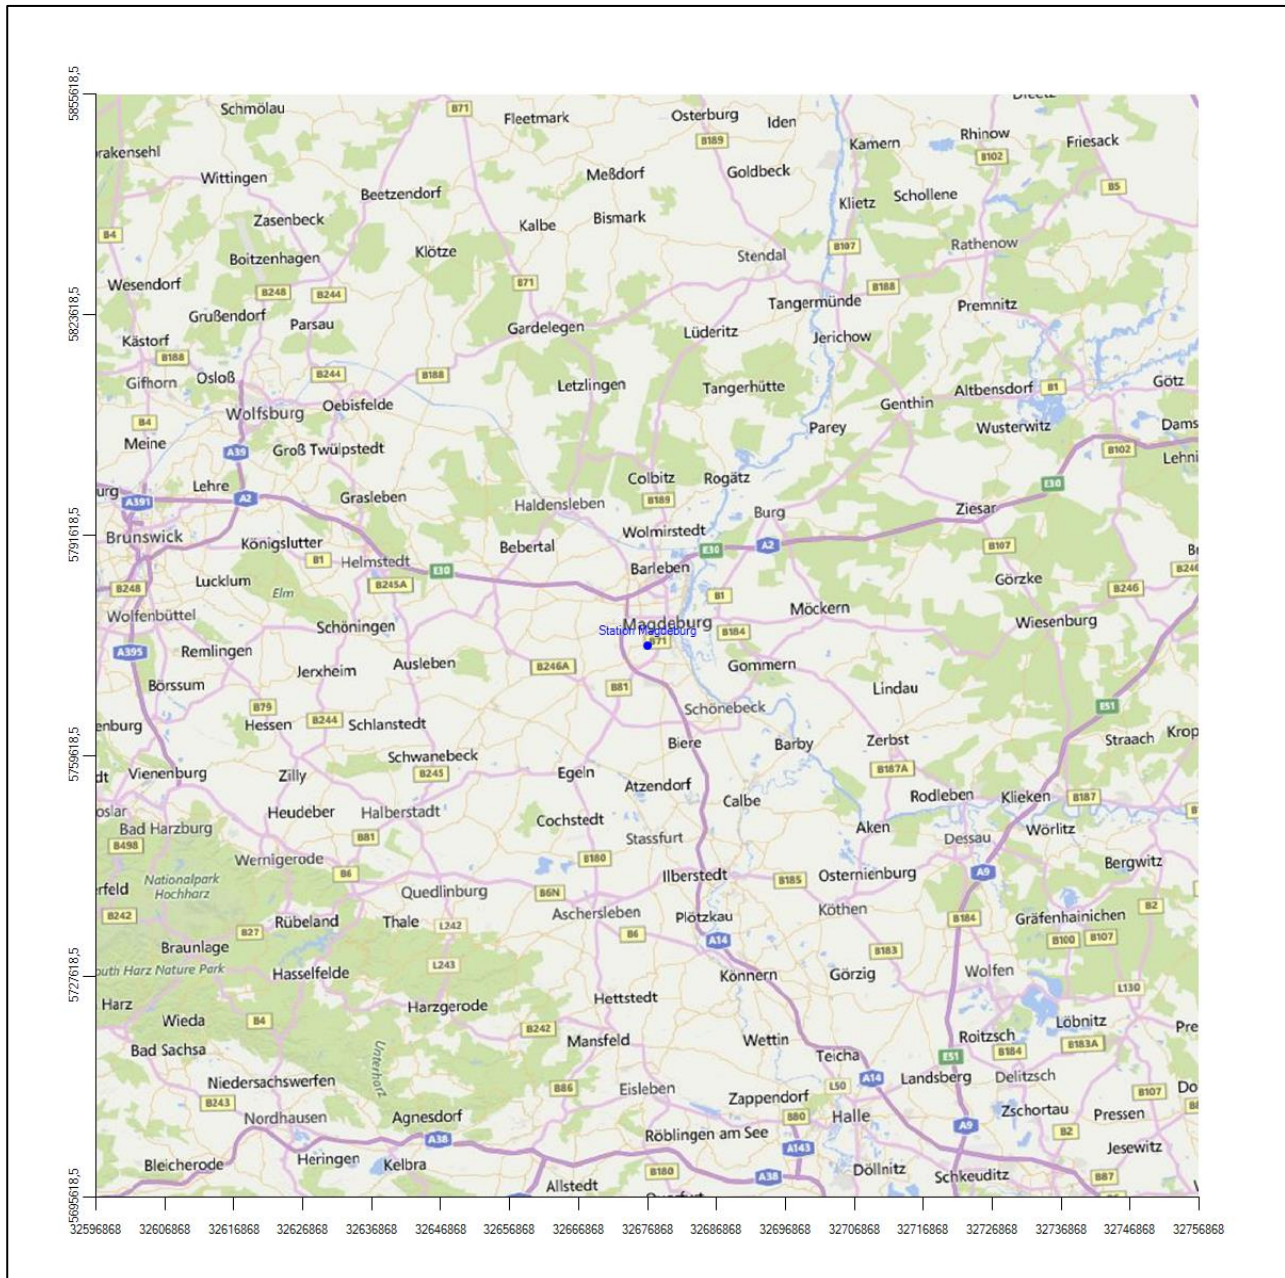 5855618,5
Schmölau
B71
Fleetmark
Osterburg
Iden
B189
Kamern
Rhinow
B102
Friesack
Meßdorf
Goldbeck
Wittingen
Beetzendorf
Klietz
Schollene
B5
Zasenbeck
Kalbe
Bismark
B4
Boitzenhagen
Klötze
Stendal
B107
Rathenow
Wesendorf
B248
B244
B71
B188
Tangermünde
Premnitz
5823618,5
Grußendorf
Parsau
Gardelegen
Lüderitz
Jerichow
Kästorf
B188
Gifhorn
Osloß
B244
B188
Letzlingen
Tangerhütte
Altbensdorf
B1
Götz
Wolfsburg
Oebisfelde
Genthin
B4
Meine
Parey
Wusterwitz
A39
Groß Twülpstedt
B102
Colbitz
Rogätz
Lehre
A391
A2
Grasleben
Haldensleben
B189
E30
Burg
Ziesar
5791618,5
Brunswick
Königslutter
Wolmirstedt
Bebertal
E30
A2
B107
B1
Helmstedt
B245A
E30
Barleben
Lucklum
Elm
B248
B1
Görzke
B246
Wolfenbüttel
Schöningen
Möckern
Wiesenburg
Magdeburg
Station Magdeburg
B71
B184
A395
Remlingen
Jerxheim
Ausleben
B246A
Gommern
Börssum
B81
Lindau
B79
Hessen
B244
Schlanstedt
Schönebeck
E51
5759618,5
Schwanebeck
Biere
Barby
Zerbst
Straach
Vienenburg
Zilly
B245
Egeln
Atzendorf
B187A
Heudeber
Halberstadt
Calbe
Rodleben
Klieken
B187
Bad Harzburg
B81
Cochstedt
Stassfurt
Aken
Dessau
Wörlitz
B498
Wernigerode
B6
B180
Bergwitz
Nationalpark
Hochharz
Quedlinburg
B6N
Ilberstedt
B185
Osternienburg
A9
B242
Rübeland
Thale
L242
Aschersleben
Plötzkau
Köthen
B184
Gräfenhainichen
B2
B27
B6
A14
B100
B107
Braunlage
B183
South Harz Nature Park
Hasselfelde
L243
Könnern
Görzig
Wolfen
5727618,5
Harz
Harzgerode
Hettstedt
L130
Wieda
B4
B242
Löbnitz
Bad Sachsa
Unterharz
Mansfeld
Wettin
Teicha
Roitzsch
B184
B183A
E51
Niedersachswerfen
B86
Eisleben
L50
A14
Landsberg
Delitzsch
B243
Zappendorf
B107
Nordhausen
Agnesdorf
B80
Halle
Zschortau
Pressen
A38
Röblingen am See
A143
A9
B2
Jesewitz
Bleicherode
Heringen
Kelbra
B180
A38
Döllnitz
Schkeuditz
B87
Allstedt
5695618,5
32596868 32606868 32616868 32626868 32636868 32646868 32656868 32666868 32676868 32686868 32696868 32706868 32716868 32726868 32736868 32746868 32756868